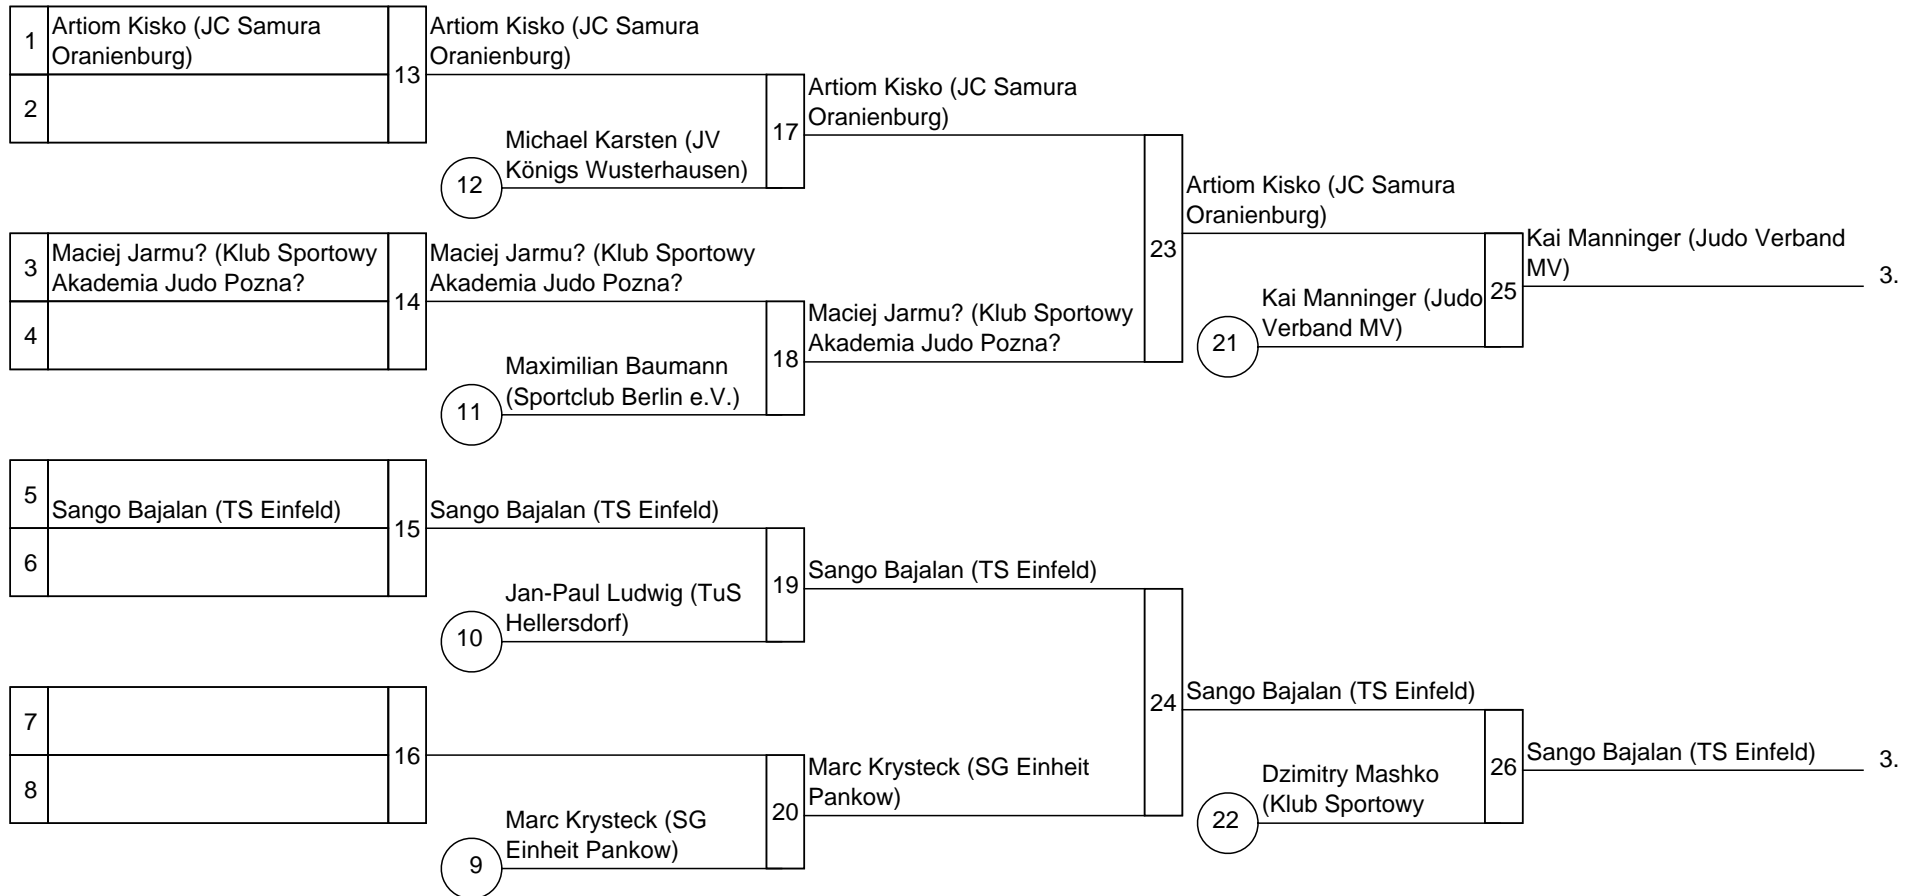 1
Artiom Kisko (JC Samura
Oranienburg)
2
13
Artiom Kisko (JC Samura
Oranienburg)
12
Michael Karsten (JV
Königs Wusterhausen)
17
Artiom Kisko (JC Samura
Oranienburg)
3
Maciej Jarmu? (Klub Sportowy
Akademia Judo Pozna?
4
14
Maciej Jarmu? (Klub Sportowy
Akademia Judo Pozna?
11
Maximilian Baumann
(Sportclub Berlin e.V.)
18
Maciej Jarmu? (Klub Sportowy
Akademia Judo Pozna?
23
Artiom Kisko (JC Samura
Oranienburg)
21
Kai Manninger (Judo
Verband MV)
25
Kai Manninger (Judo Verband
MV)
3.
5
Sango Bajalan (TS Einfeld)
6
15
Sango Bajalan (TS Einfeld)
10
Jan-Paul Ludwig (TuS
Hellersdorf)
19
Sango Bajalan (TS Einfeld)
7
8
16
9
Marc Krysteck (SG
Einheit Pankow)
20
Marc Krysteck (SG Einheit
Pankow)
24
Sango Bajalan (TS Einfeld)
22
Dzimitry Mashko
(Klub Sportowy
26
Sango Bajalan (TS Einfeld)
3.